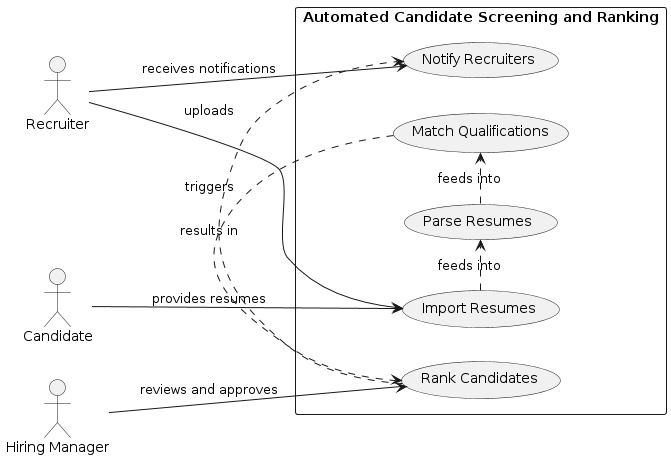 Automated Candidate Screening and Ranking
Notify Recruiters
receives notifications
uploads
Recruiter
Match Qualifications
feeds into
triggers
Parse Resumes
results in
feeds into
provides resumes
Import Resumes
Candidate
Rank Candidates
reviews and approves
Hiring Manager